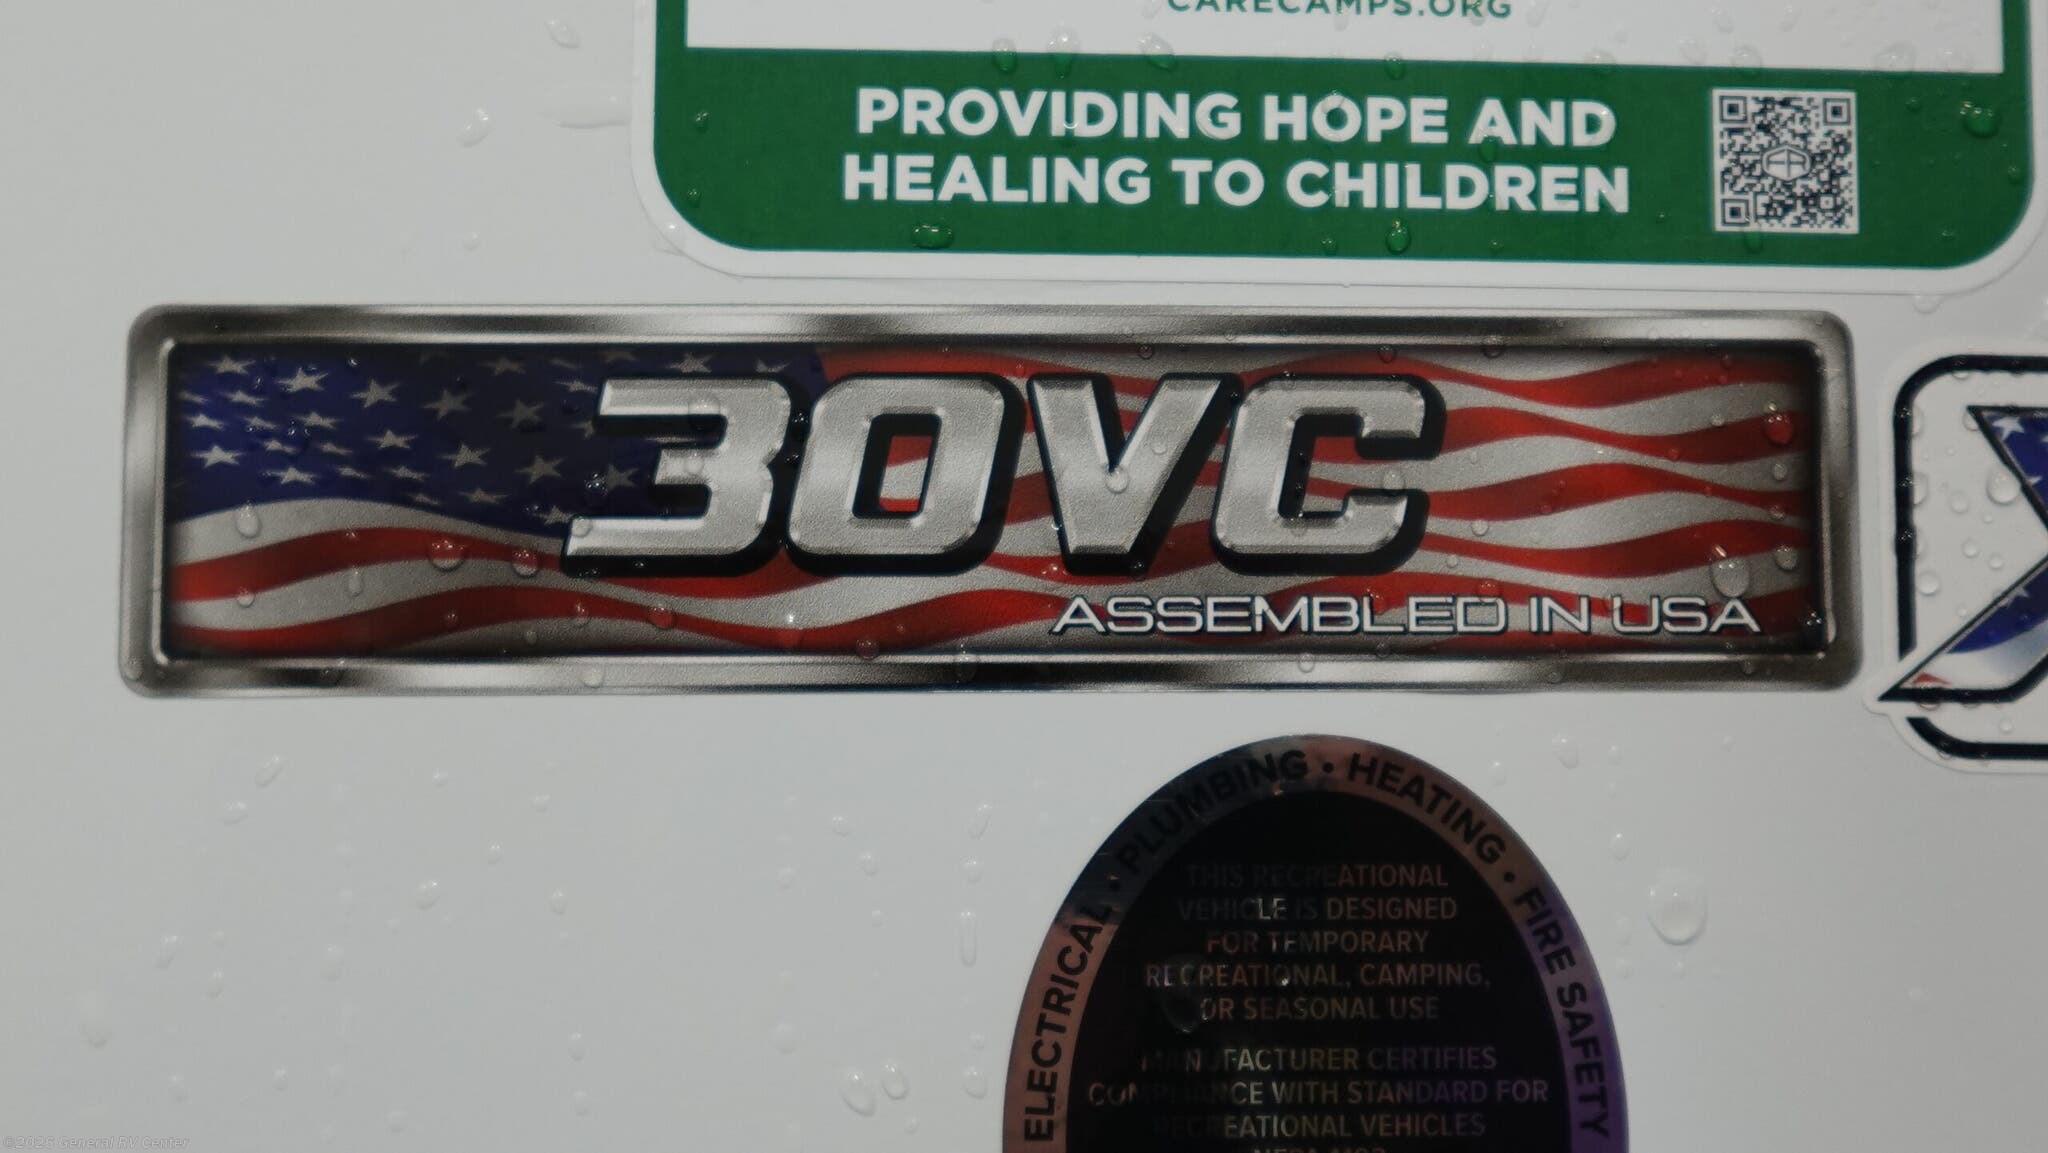 CARECAMPS.ORG
PROVIDING HOPE AND
HEALING TO CHILDREN
30VC
ASSEMBLED IN USA
ELECTRICAL • PLUMBING • HEATING • FIRE SAFETY
THIS RECREATIONAL
VEHICLE IS DESIGNED
FOR TEMPORARY
RECREATIONAL, CAMPING,
OR SEASONAL USE
MANUFACTURER CERTIFIES
COMPLIANCE WITH STANDARD FOR
RECREATIONAL VEHICLES
©2025 General RV Center